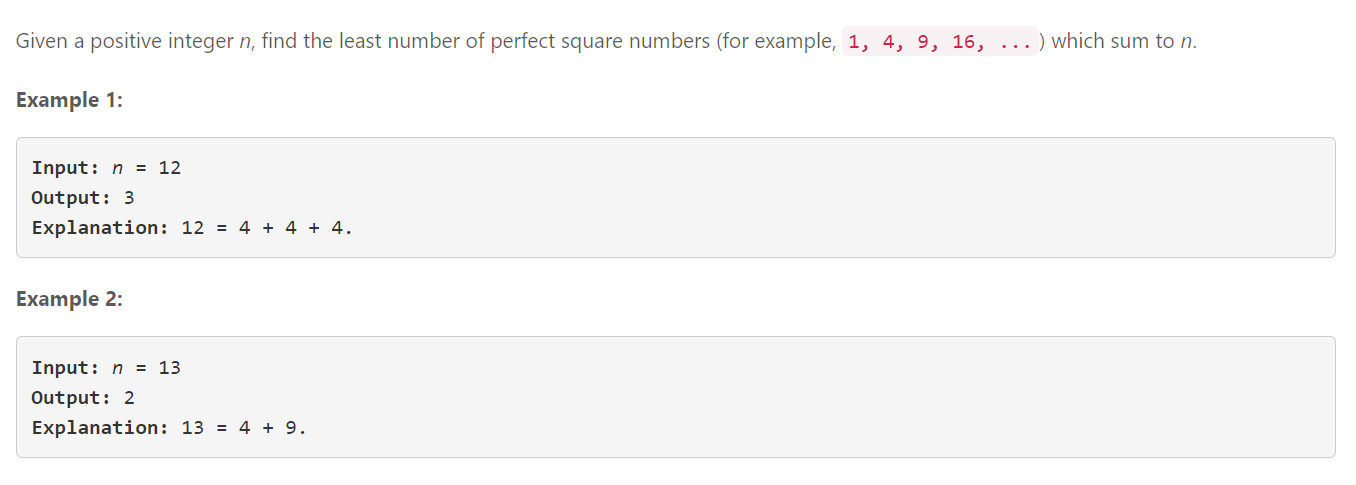 Given a positive integer n, find the least number of perfect square numbers (for example, 1, 4, 9, 16, ...) which sum to n.
Example 1:
Input: n = 12
Output: 3
Explanation: 12 = 4 + 4 + 4.
Example 2:
Input: n = 13
Output: 2
Explanation: 13 = 4 + 9.